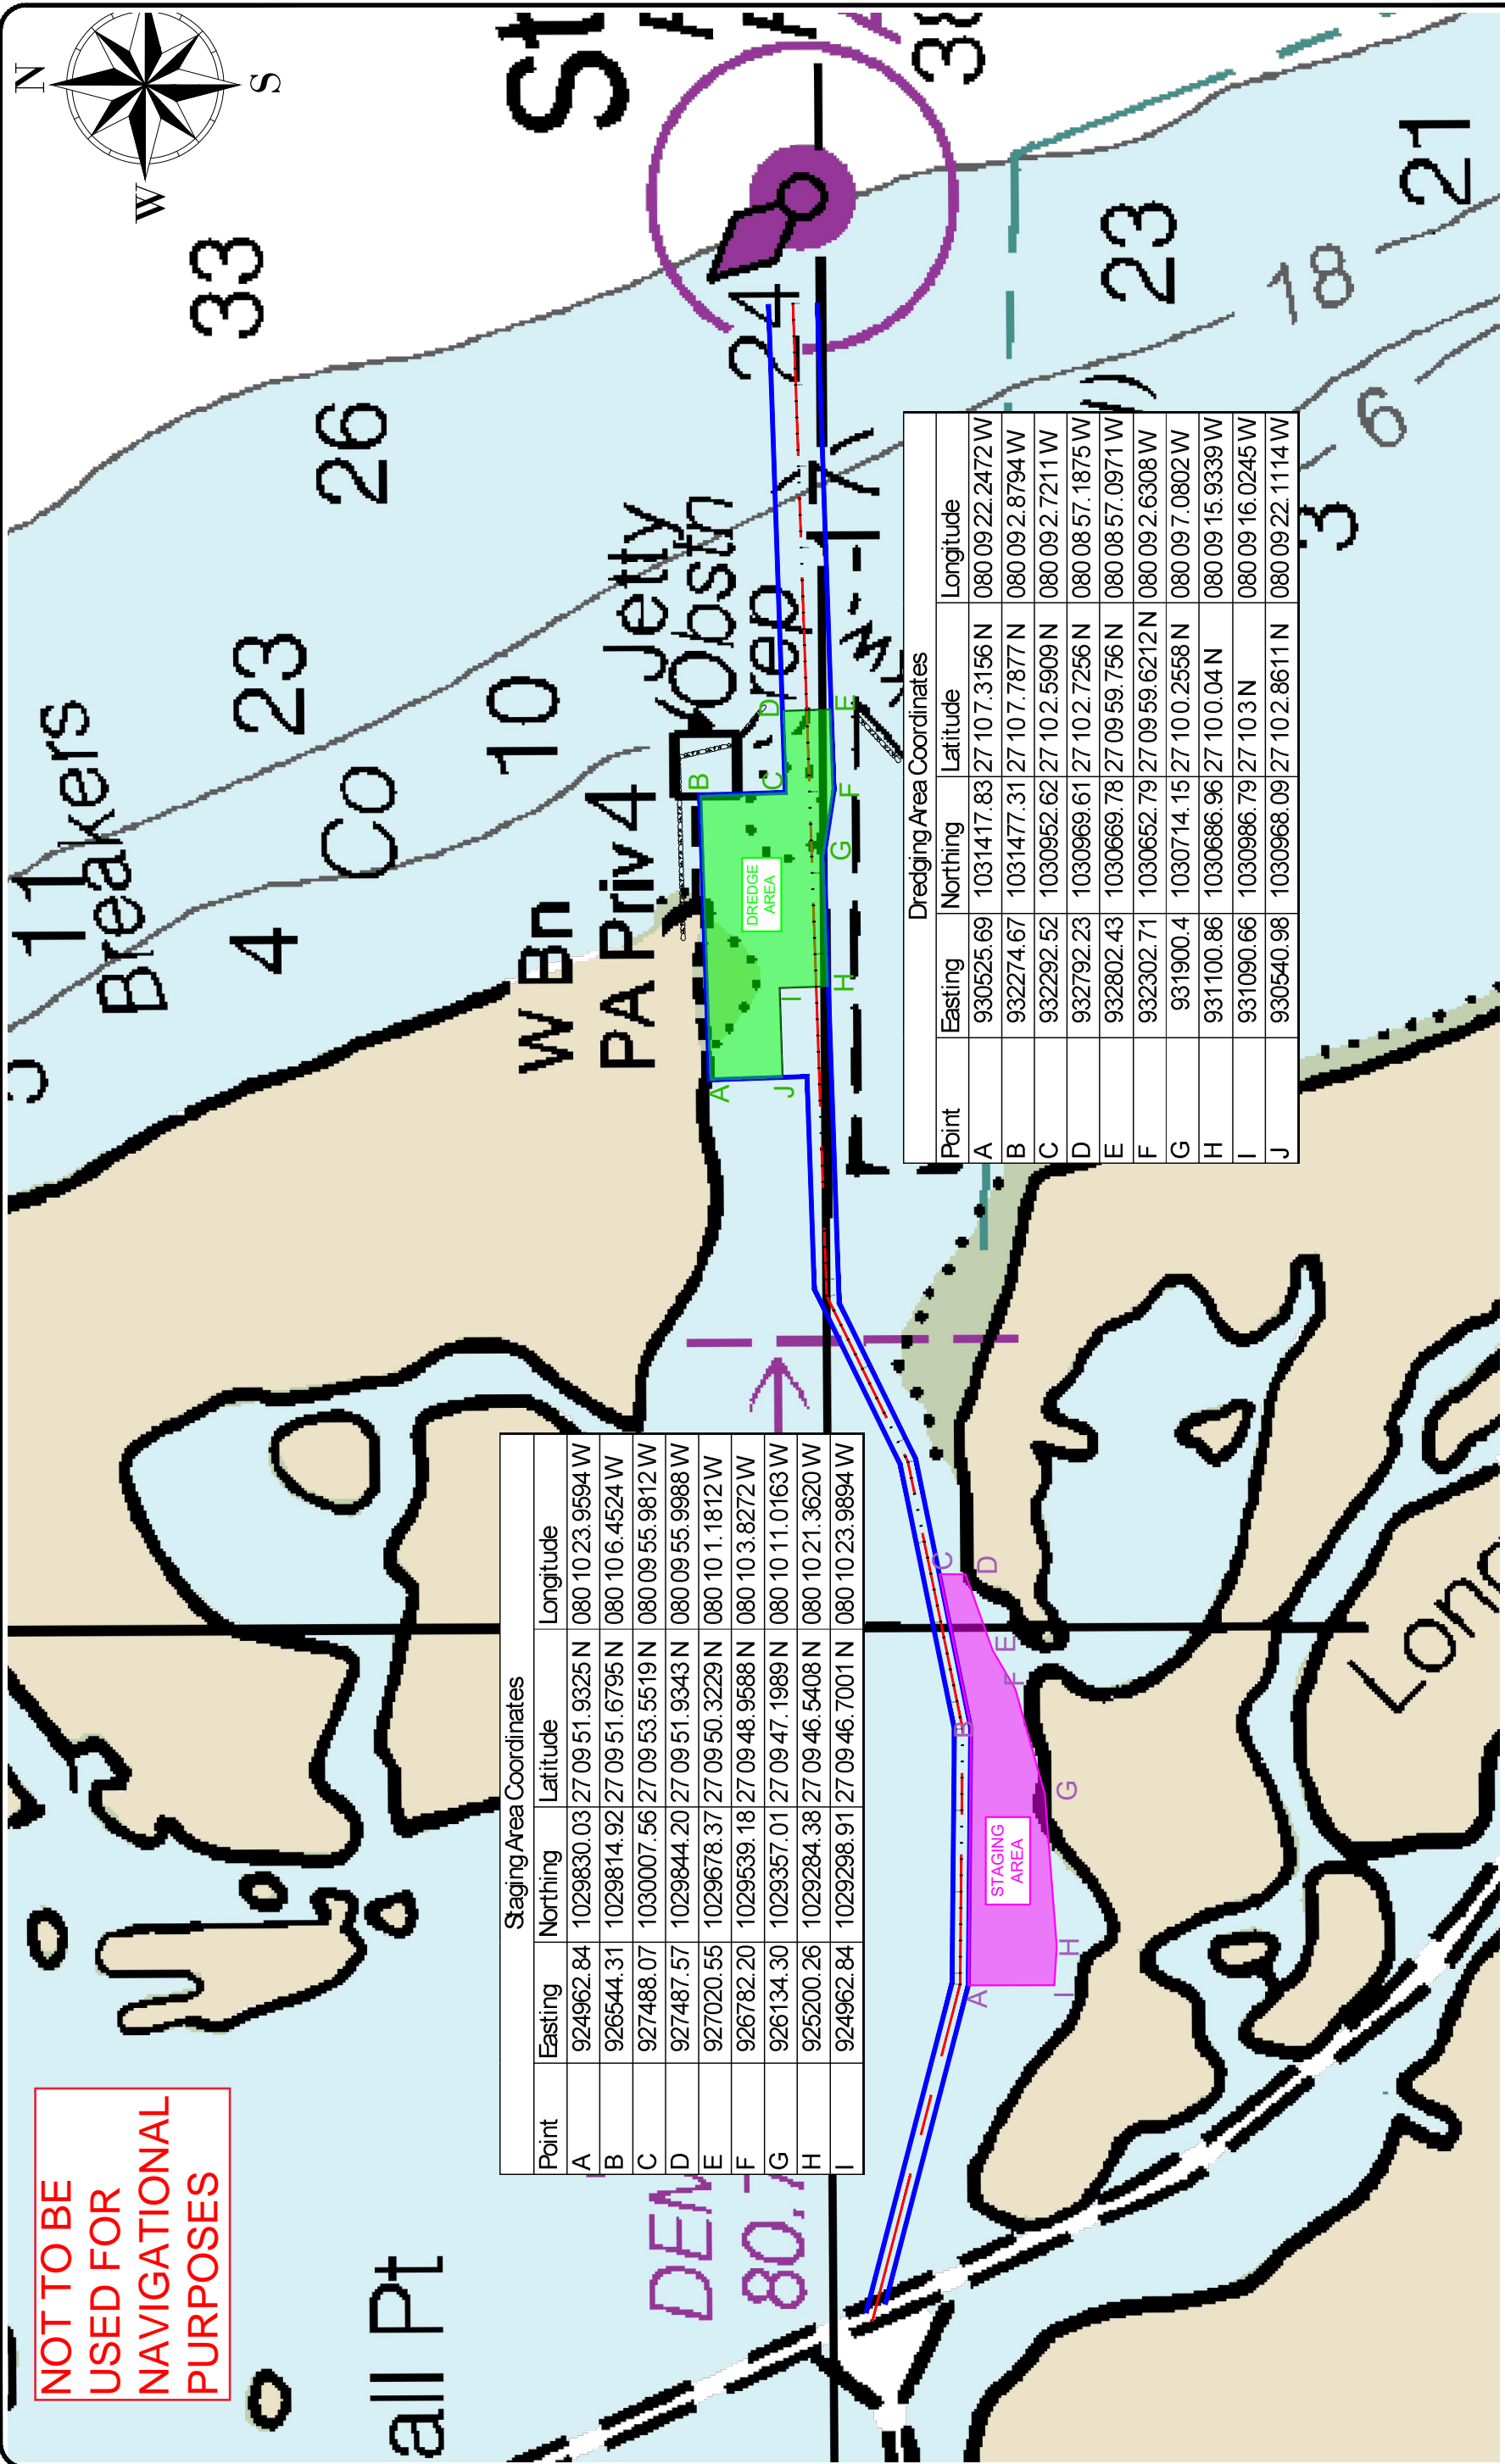 NOT TO BE
USED FOR
NAVIGATIONAL
PURPOSES
N
S
W
all Pt
DEM
80.7
5
11
Breakers
4
Co
23
10
26
33
W Bn
PA Priv 4
Jetty
Obstn
rep
24
St
38
17
23
21
18
6
3
Long
DREDGE
AREA
A
B
C
D
E
F
G
H
I
J
STAGING
AREA
A
B
C
D
E
F
G
H
I
Staging Area Coordinates
Point Easting Northing Latitude Longitude
A 924962.84 1029830.03 27 09 51.9325 N 080 10 23.9594 W
B 926544.31 1029814.92 27 09 51.6795 N 080 10 6.4524 W
C 927488.07 1030007.56 27 09 53.5519 N 080 09 55.9812 W
D 927487.57 1029844.20 27 09 51.9343 N 080 09 55.9988 W
E 927020.55 1029678.37 27 09 50.3229 N 080 10 1.1812 W
F 926782.20 1029539.18 27 09 48.9588 N 080 10 3.8272 W
G 926134.30 1029357.01 27 09 47.1989 N 080 10 11.0163 W
H 925200.26 1029284.38 27 09 46.5408 N 080 10 21.3620 W
I 924962.84 1029298.91 27 09 46.7001 N 080 10 23.9894 W
Dredging Area Coordinates
Point Easting Northing Latitude Longitude
A 930525.69 1031417.83 27 10 7.3156 N 080 09 22.2472 W
B 932274.67 1031477.31 27 10 7.7877 N 080 09 2.8794 W
C 932292.52 1030952.62 27 10 2.5909 N 080 09 2.7211 W
D 932792.23 1030969.61 27 10 2.7256 N 080 08 57.1875 W
E 932802.43 1030669.78 27 09 59.756 N 080 08 57.0971 W
F 932302.71 1030652.79 27 09 59.6212 N 080 09 2.6308 W
G 931900.4 1030714.15 27 10 0.2558 N 080 09 7.0802 W
H 931100.86 1030686.96 27 10 0.04 N 080 09 15.9339 W
I 931090.66 1030986.79 27 10 3 N 080 09 16.0245 W
J 930540.98 1030968.09 27 10 2.8611 N 080 09 22.1114 W